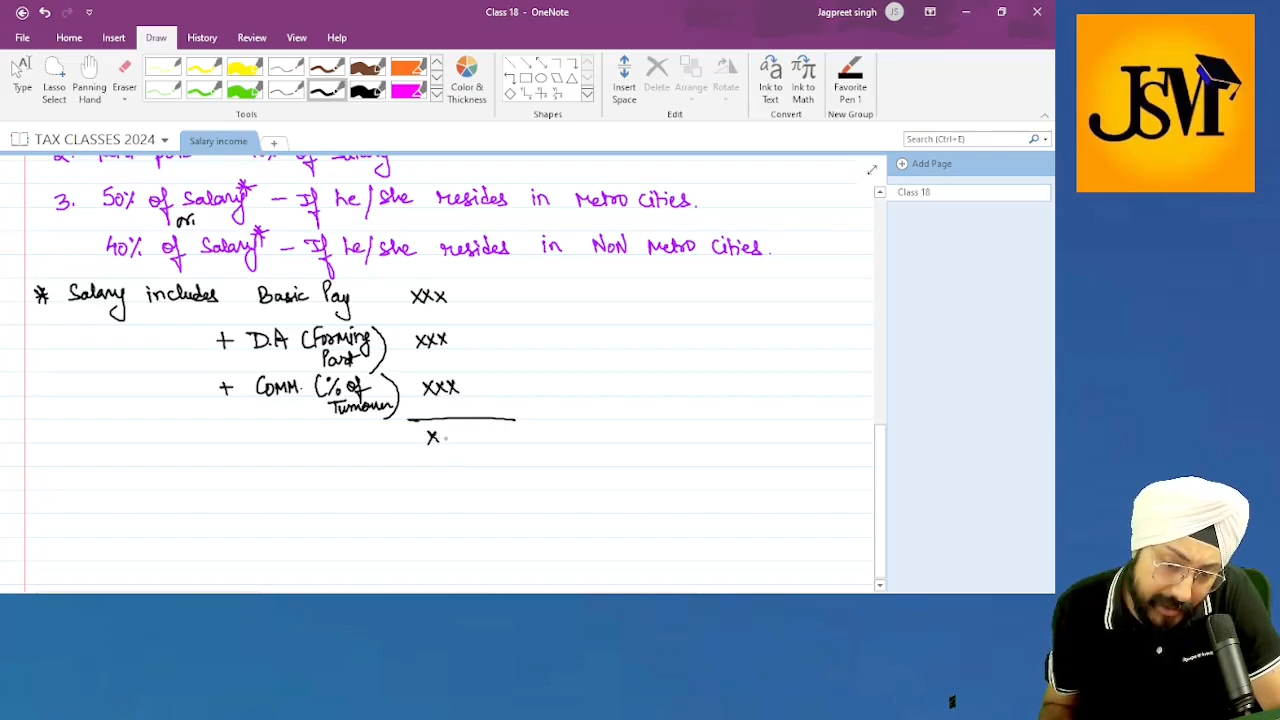 Class 18 - OneNote
Jagpreet singh JS
File Home Insert Draw History Review View Help
Type Lasso Select Panning Hand Eraser
Color & Thickness
Insert Space Delete Arrange Rotate
Ink to Text Ink to Math
Favorite Pen 1
Tools Shapes Edit Convert New Group
TAX CLASSES 2024 Salary income
Search (Ctrl+E)
Add Page
Class 18
2. of Salary
3. 50% of Salary* - If he/she resides in Metro Cities.
or.
40% of Salary* - If he/she resides in NON Metro Cities.
* Salary includes Basic Pay XXX
+ D.A (Forming Part) XXX
+ COMM. (% of Turnover) XXX
X
JSM